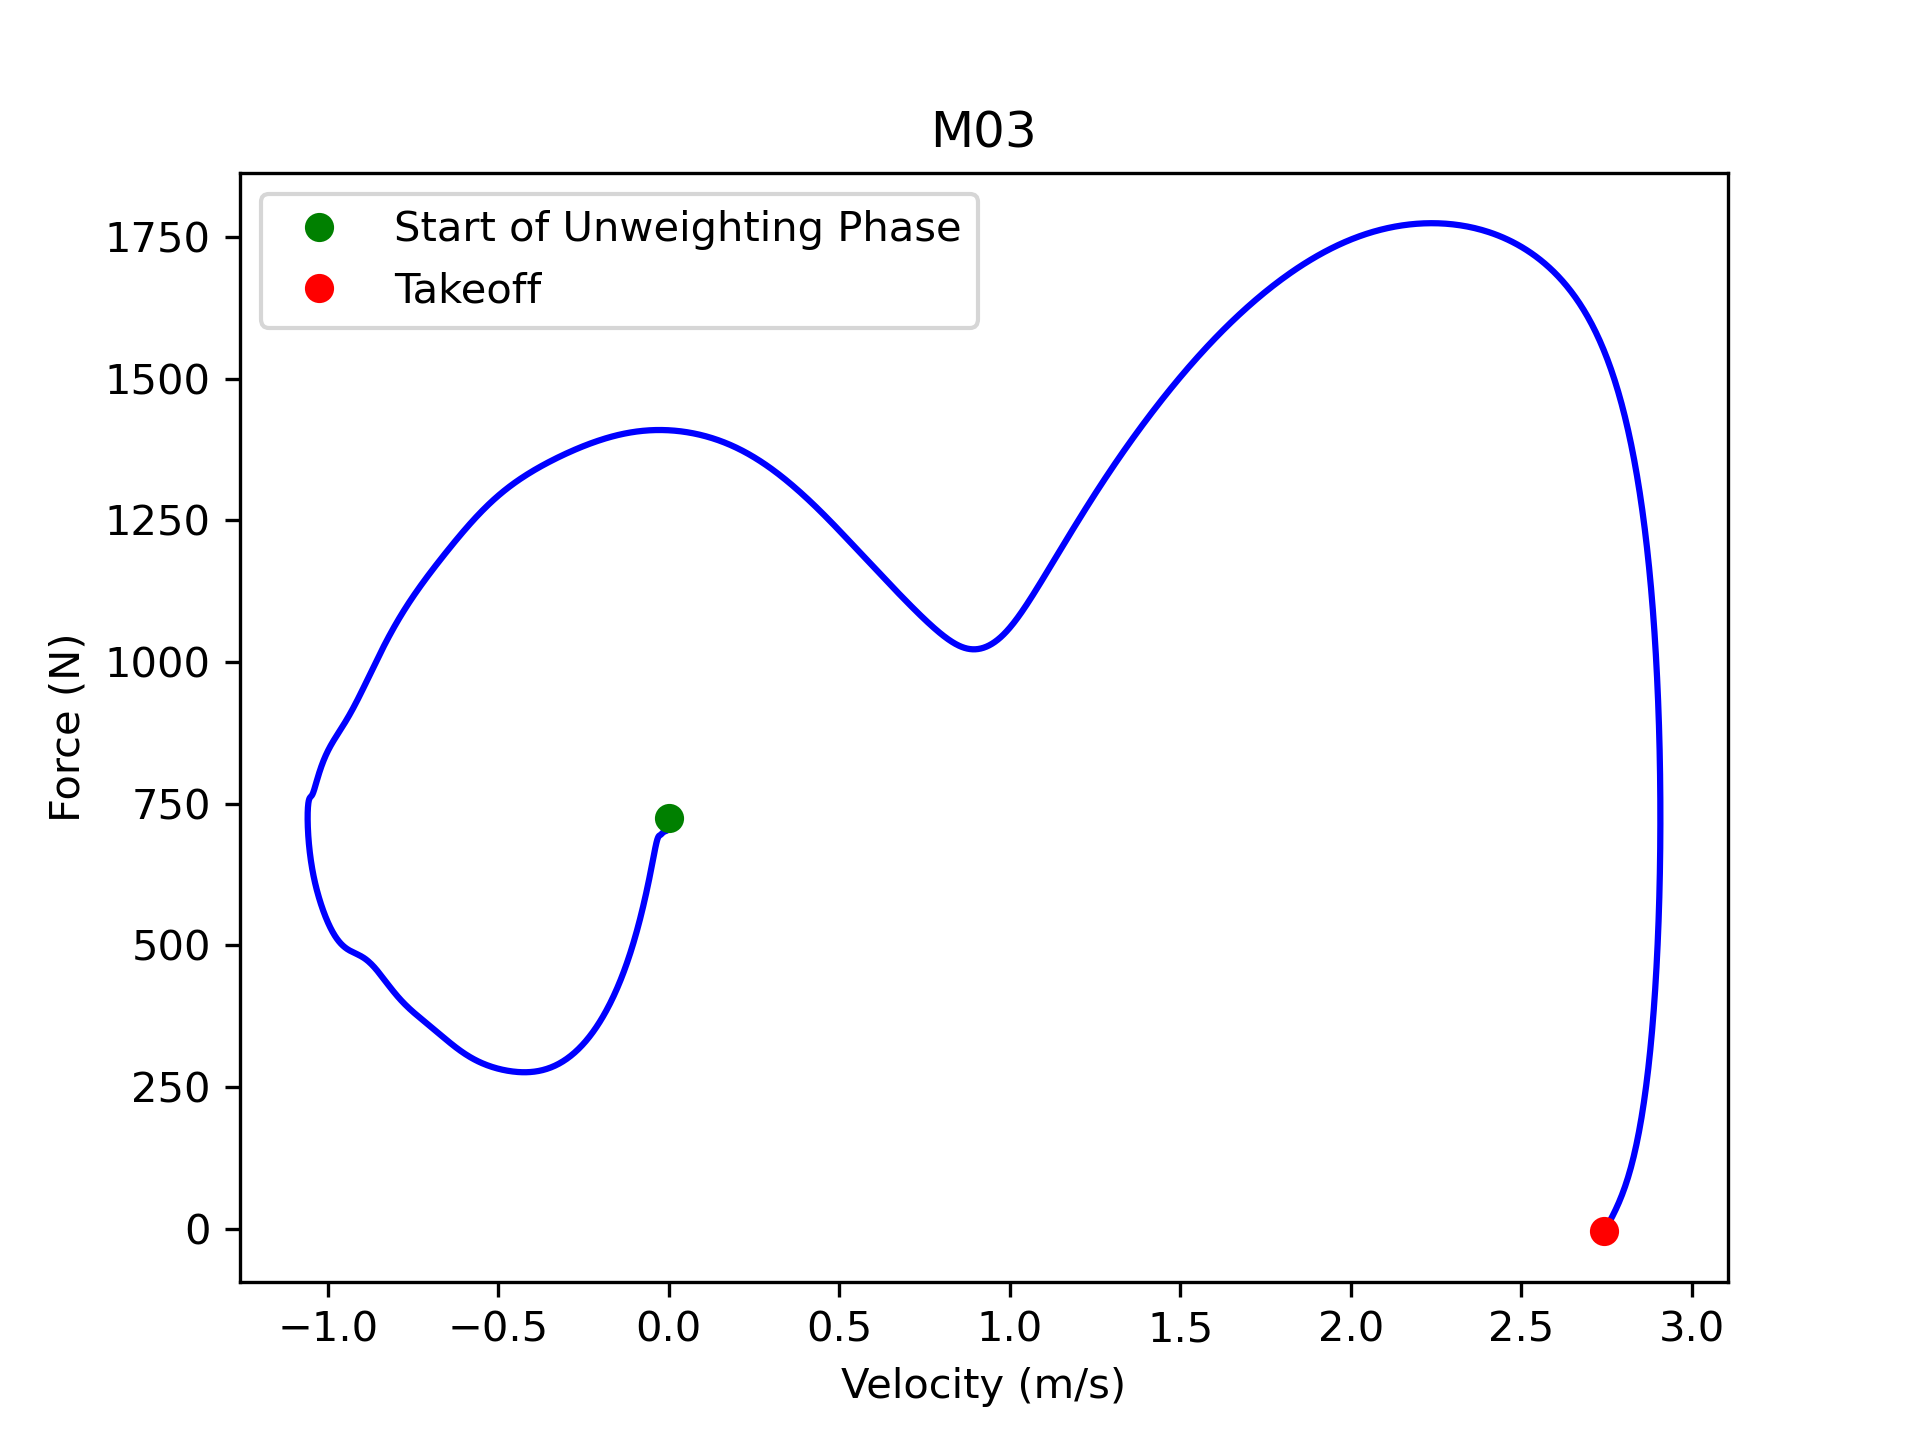 M03
Start of Unweighting Phase
Takeoff
1750
1500
1250
1000
750
500
250
0
Force (N)
−1.0 −0.5 0.0 0.5 1.0 1.5 2.0 2.5 3.0
Velocity (m/s)